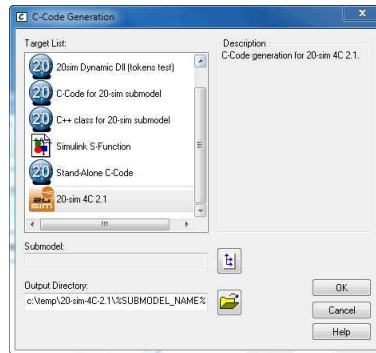 C-Code Generation
Target List:
20sim Dynamic Dll (tokens test)
C-Code for 20-sim submodel
C++ class for 20-sim submodel
Simulink S-Function
Stand-Alone C-Code
20-sim 4C 2.1
Description
C-Code generation for 20-sim 4C 2.1.
Submodel:
Output Directory:
c:\temp\20-sim-4C-2.1\%SUBMODEL_NAME%
OK
Cancel
Help